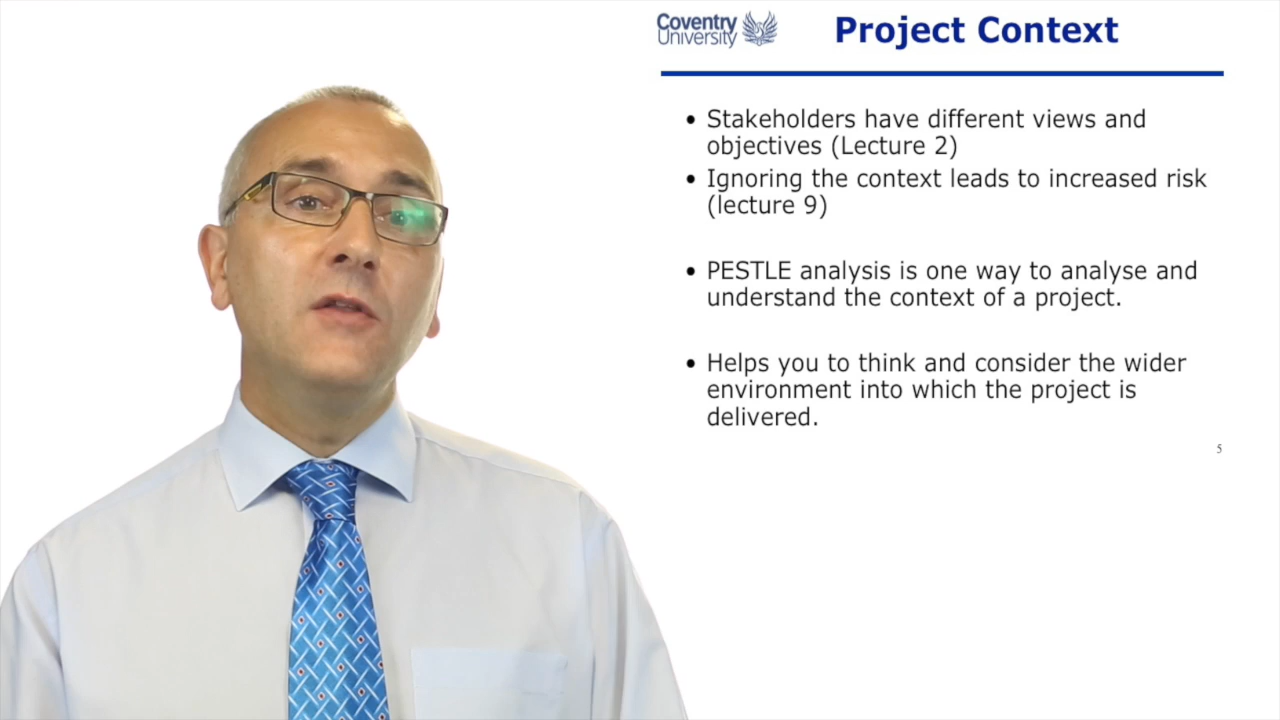 Coventry
University
Project Context
• Stakeholders have different views and
objectives (Lecture 2)
• Ignoring the context leads to increased risk
(lecture 9)
• PESTLE analysis is one way to analyse and
understand the context of a project.
• Helps you to think and consider the wider
environment into which the project is
delivered.
5